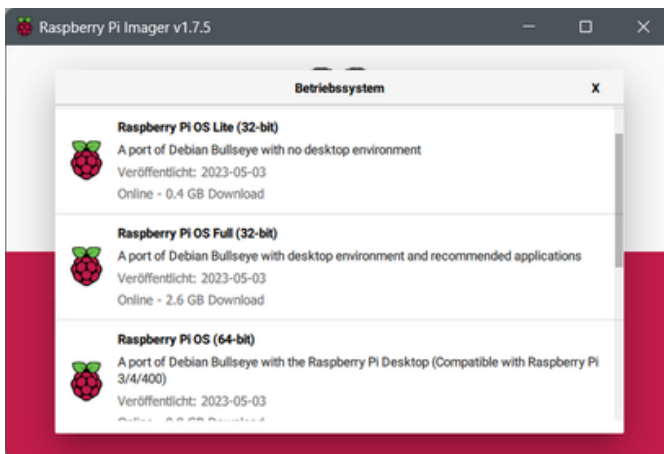 Raspberry Pi Imager v1.7.5
Betriebssystem X
Raspberry Pi OS Lite (32-bit)
A port of Debian Bullseye with no desktop environment
Veröffentlicht: 2023-05-03
Online - 0.4 GB Download
Raspberry Pi OS Full (32-bit)
A port of Debian Bullseye with desktop environment and recommended applications
Veröffentlicht: 2023-05-03
Online - 2.6 GB Download
Raspberry Pi OS (64-bit)
A port of Debian Bullseye with the Raspberry Pi Desktop (Compatible with Raspberry Pi
3/4/400)
Veröffentlicht: 2023-05-03